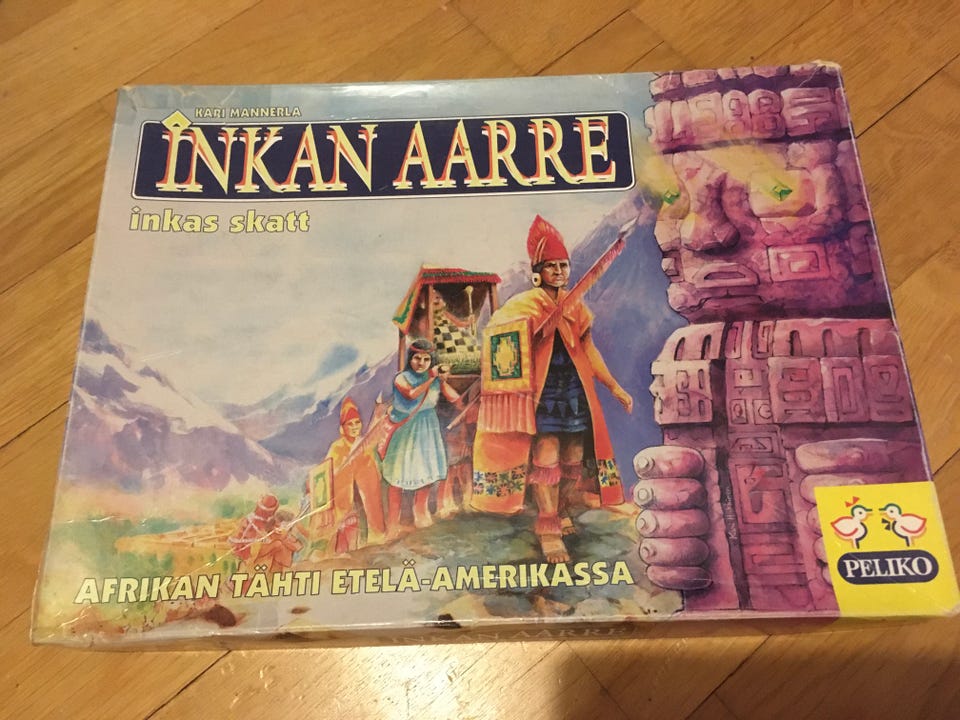 KARI MANNERLA
INKAN AARRE
inkas skatt
AFRIKAN TÄHTI ETELÄ-AMERIKASSA
PELIKO
INKAN AARRE